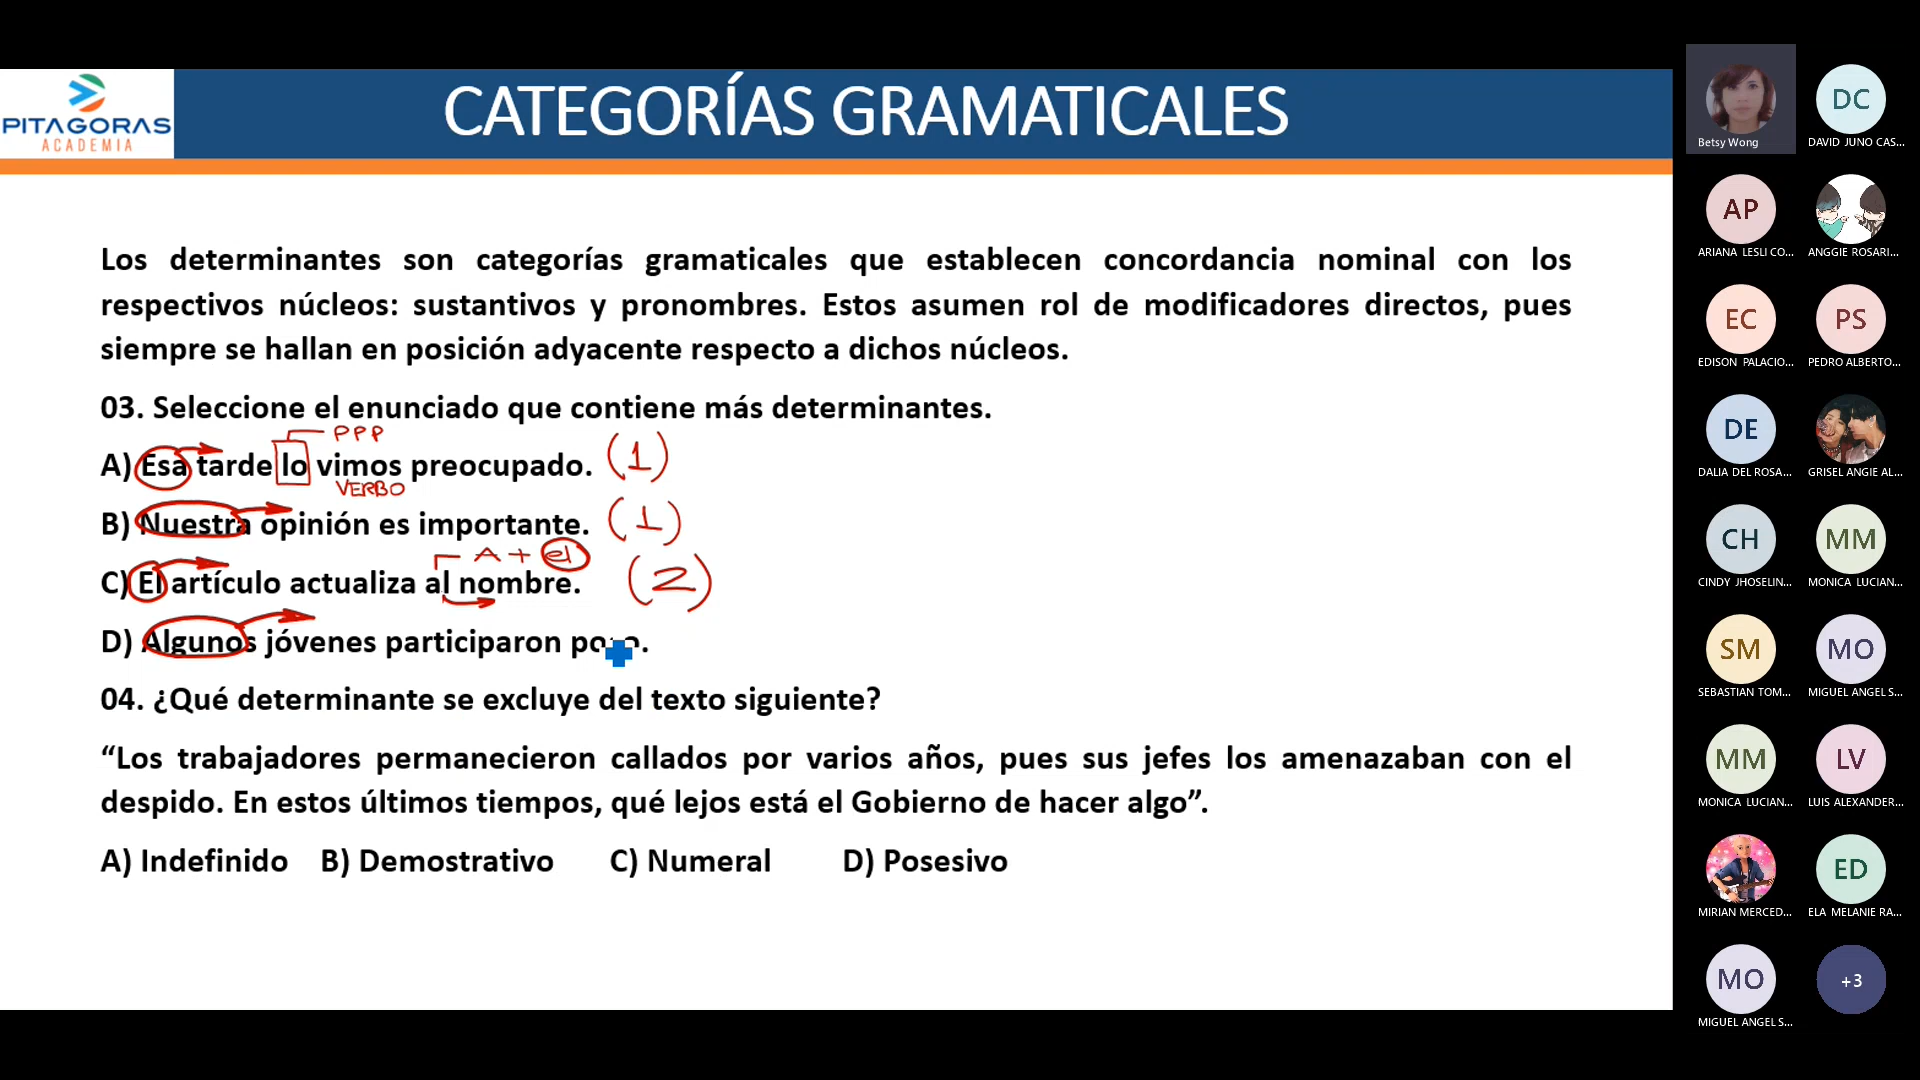 PITAGORAS
ACADEMIA
CATEGORÍAS GRAMATICALES
Los determinantes son categorías gramaticales que establecen concordancia nominal con los
respectivos núcleos: sustantivos y pronombres. Estos asumen rol de modificadores directos, pues
siempre se hallan en posición adyacente respecto a dichos núcleos.
03. Seleccione el enunciado que contiene más determinantes.
PPP
A) Esa tarde lo vimos preocupado. (1)
VERBO
B) Nuestra opinión es importante. (1)
A + el
C) El artículo actualiza al nombre. (2)
D) Algunos jóvenes participaron poco.
04. ¿Qué determinante se excluye del texto siguiente?
“Los trabajadores permanecieron callados por varios años, pues sus jefes los amenazaban con el
despido. En estos últimos tiempos, qué lejos está el Gobierno de hacer algo”.
A) Indefinido B) Demostrativo C) Numeral D) Posesivo
Betsy Wong
DC
DAVID JUNO CAS...
AP
ARIANA LESLI CO...
ANGGIE ROSARI...
EC
EDISON PALACIO...
PS
PEDRO ALBERTO...
DE
DALIA DEL ROSA...
GRISEL ANGIE AL...
CH
CINDY JHOSELIN...
MM
MONICA LUCIAN...
SM
SEBASTIAN TOM...
MO
MIGUEL ANGEL S...
MM
MONICA LUCIAN...
LV
LUIS ALEXANDER...
MIRIAN MERCED...
ED
ELA MELANIE RA...
MO
MIGUEL ANGEL S...
+3